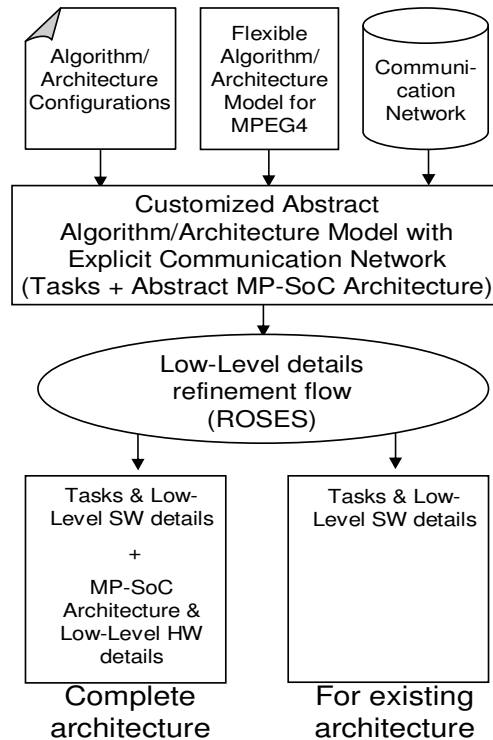 Algorithm/
Architecture
Configurations
Flexible
Algorithm/
Architecture
Model for
MPEG4
Communi-
cation
Network
Customized Abstract
Algorithm/Architecture Model with
Explicit Communication Network
(Tasks + Abstract MP-SoC Architecture)
Low-Level details
refinement flow
(ROSES)
Tasks & Low-
Level SW details
+
MP-SoC
Architecture &
Low-Level HW
details
Tasks & Low-
Level SW details
Complete
architecture
For existing
architecture